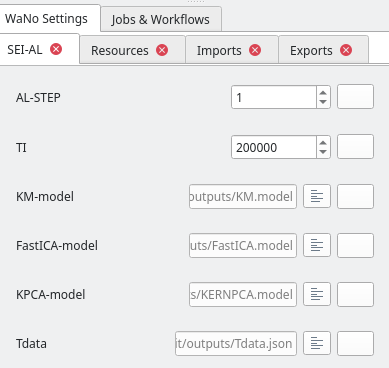 WaNo Settings Jobs & Workflows
SEI-AL Resources Imports Exports
AL-STEP 1
TI 200000
KM-model outputs/KM.model
FastICA-model uts/FastICA.model
KPCA-model s/KERNPCA.model
Tdata it/outputs/Tdata.json